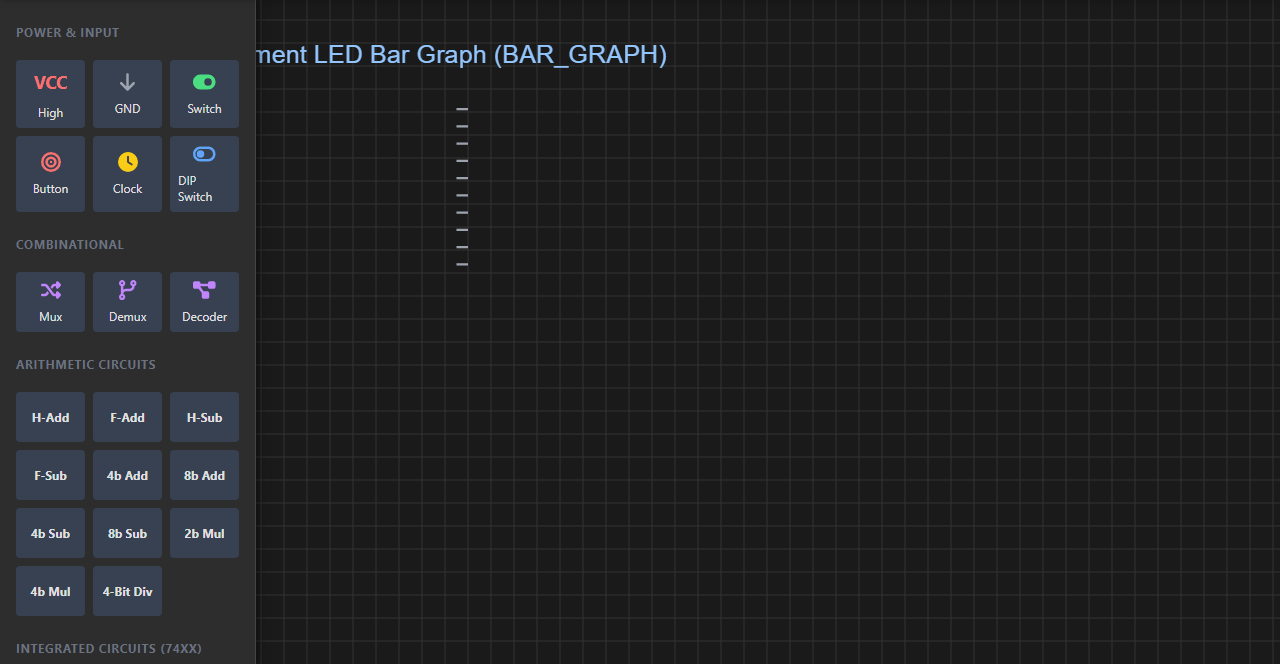 POWER & INPUT
VCC
High
GND
Switch
Button
Clock
DIP
Switch
COMBINATIONAL
Mux
Demux
Decoder
ARITHMETIC CIRCUITS
H-Add
F-Add
H-Sub
F-Sub
4b Add
8b Add
4b Sub
8b Sub
2b Mul
4b Mul
4-Bit Div
INTEGRATED CIRCUITS (74XX)
ment LED Bar Graph (BAR_GRAPH)